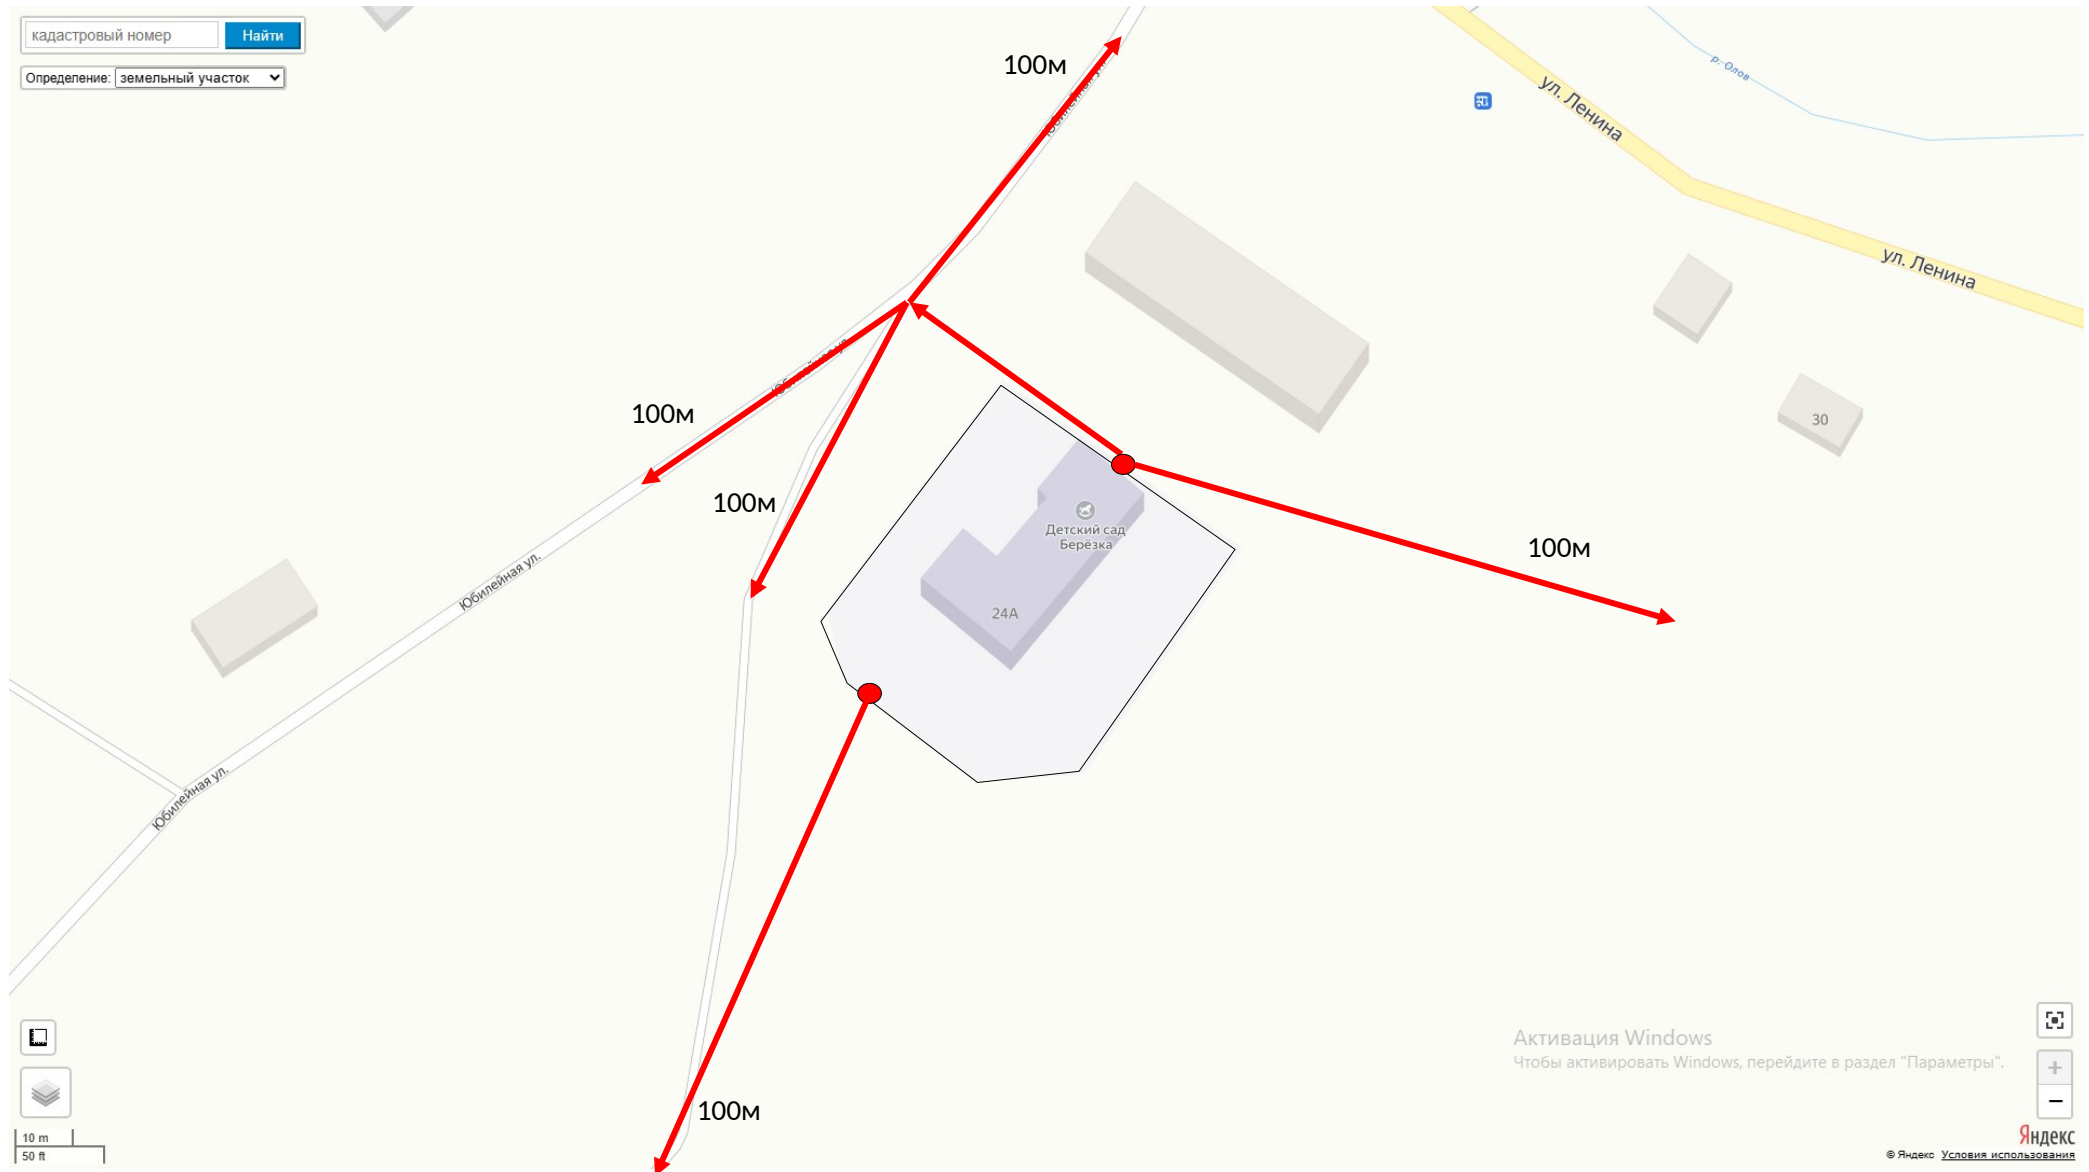 кадастровый номер
Найти
Определение: земельный участок
100м
Юбилейная ул.
р. Олов
ул. Ленина
ул. Ленина
Юбилейная ул.
100м
30
100м
Детский сад
Берёзка
100м
Юбилейная ул.
24А
Юбилейная ул.
Активация Windows
Чтобы активировать Windows, перейдите в раздел "Параметры".
100м
10 m
50 ft
Яндекс
© Яндекс Условия использования